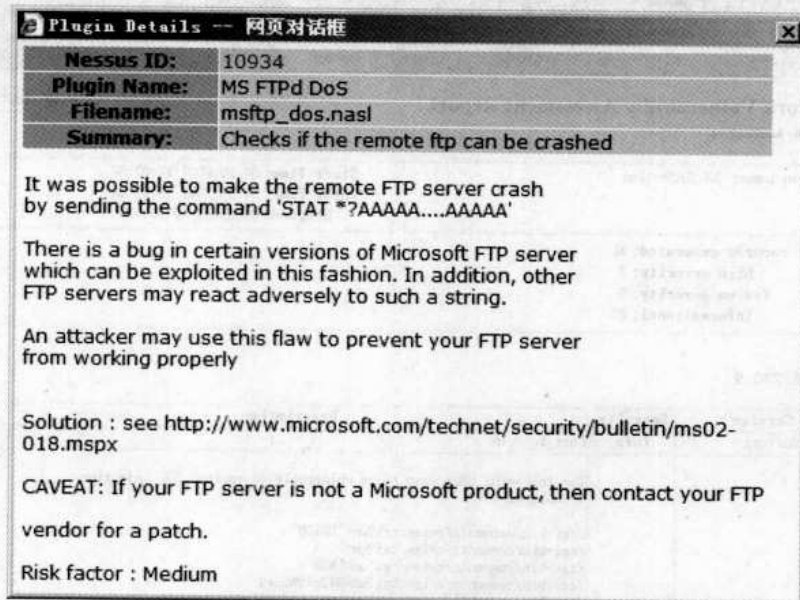 Plugin Details -- 网页对话框
Nessus ID: 10934
Plugin Name: MS FTPd DoS
Filename: msftp_dos.nasl
Summary: Checks if the remote ftp can be crashed
It was possible to make the remote FTP server crash
by sending the command 'STAT *?AAAAA....AAAAA'
There is a bug in certain versions of Microsoft FTP server
which can be exploited in this fashion. In addition, other
FTP servers may react adversely to such a string.
An attacker may use this flaw to prevent your FTP server
from working properly
Solution : see http://www.microsoft.com/technet/security/bulletin/ms02-
018.mspx
CAVEAT: If your FTP server is not a Microsoft product, then contact your FTP
vendor for a patch.
Risk factor : Medium